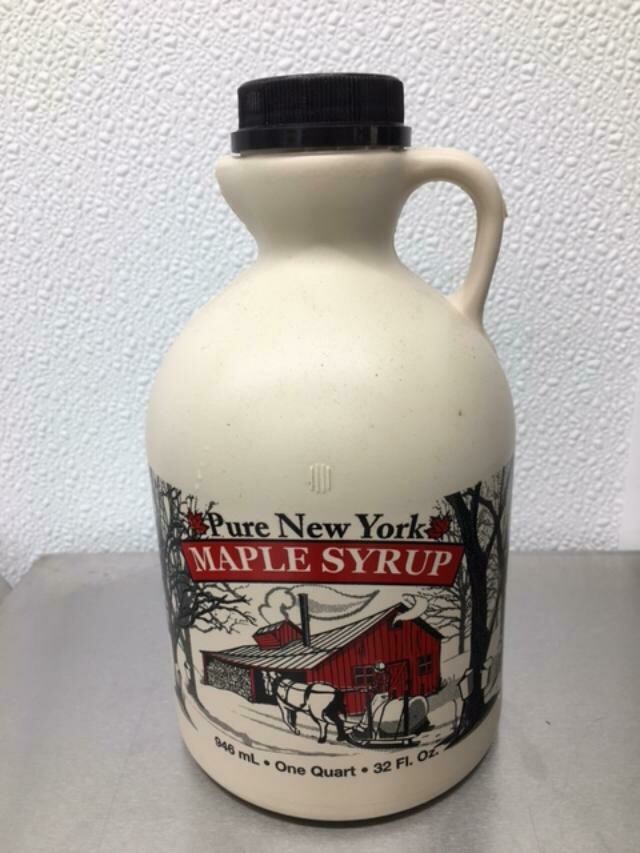 Pure New York
MAPLE SYRUP
946 mL • One Quart • 32 Fl. Oz.